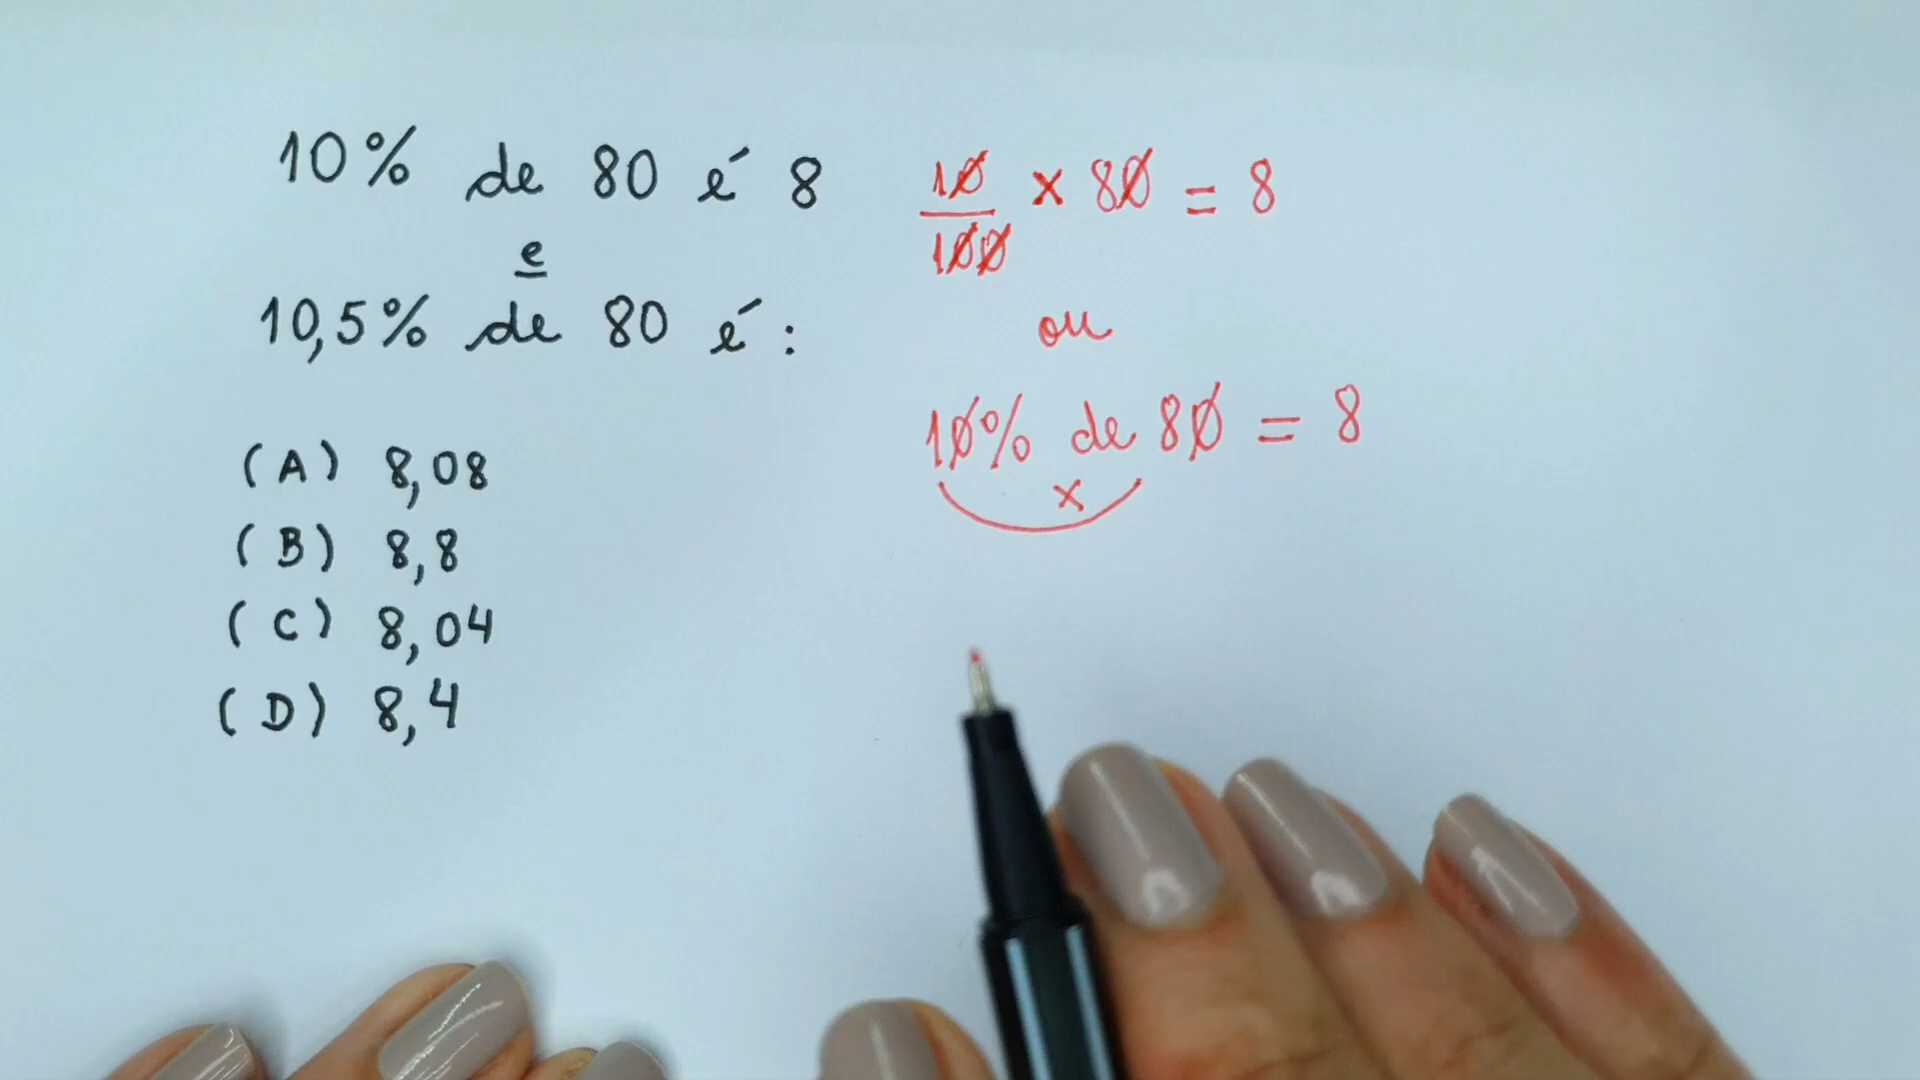 10% de 80 é 8
e
10,5% de 80 é:
(A) 8,08
(B) 8,8
(C) 8,04
(D) 8,4
10/100 x 80 = 8
ou
10% de 80 = 8
x